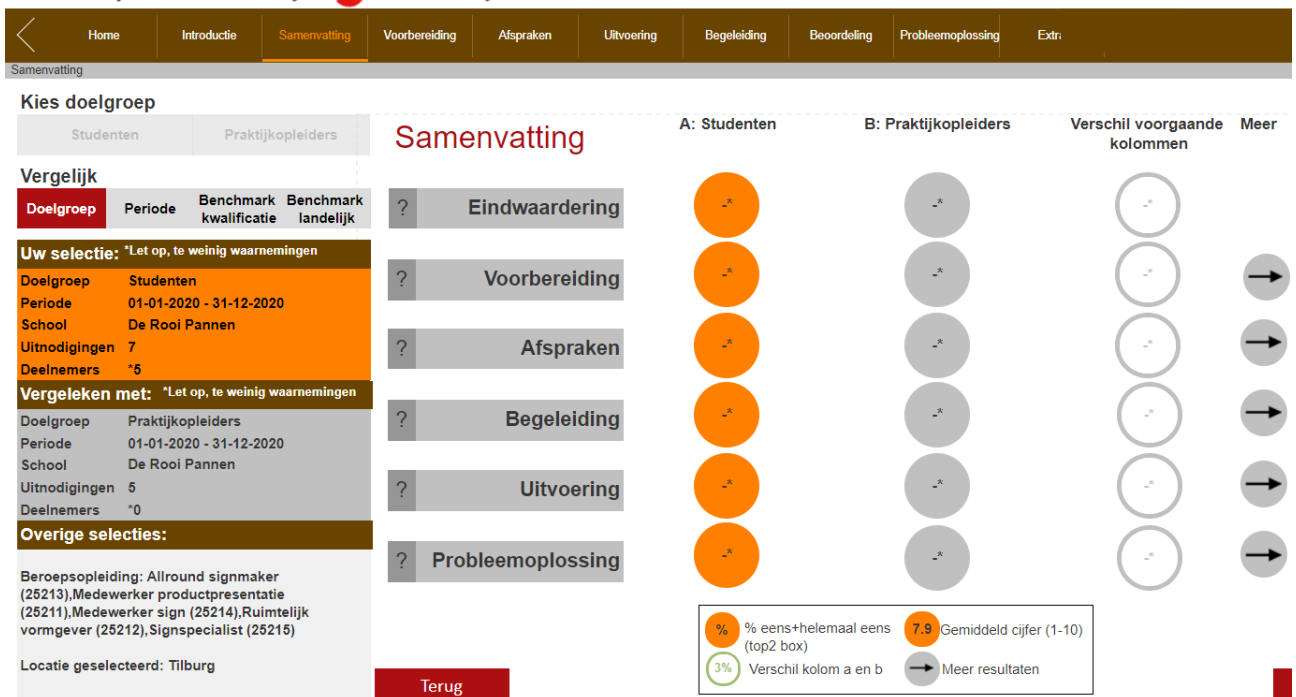 Home Introductie Samenvatting Voorbereiding Afspraken Uitvoering Begeleiding Beoordeling Probleemoplossing Extra
Samenvatting
Kies doelgroep
Studenten Praktijkopleiders
Vergelijk
Doelgroep Periode Benchmark kwalificatie Benchmark landelijk
Uw selectie: *Let op, te weinig waarnemingen
Doelgroep Studenten
Periode 01-01-2020 - 31-12-2020
School De Rooi Pannen
Uitnodigingen 7
Deelnemers *5
Vergeleken met: *Let op, te weinig waarnemingen
Doelgroep Praktijkopleiders
Periode 01-01-2020 - 31-12-2020
School De Rooi Pannen
Uitnodigingen 5
Deelnemers *0
Overige selecties:
Beroepsopleiding: Allround signmaker
(25213),Medewerker productpresentatie
(25211),Medewerker sign (25214),Ruimtelijk
vormgever (25212),Signspecialist (25215)
Locatie geselecteerd: Tilburg
Samenvatting
A: Studenten B: Praktijkopleiders Verschil voorgaande kolommen Meer
? Eindwaardering -* -* -*
? Voorbereiding -* -* -*
? Afspraken -* -* -*
? Begeleiding -* -* -*
? Uitvoering -* -* -*
? Probleemoplossing -* -* -*
% % eens+helemaal eens
(top2 box)
7.9 Gemiddeld cijfer (1-10)
3% Verschil kolom a en b
Meer resultaten
Terug